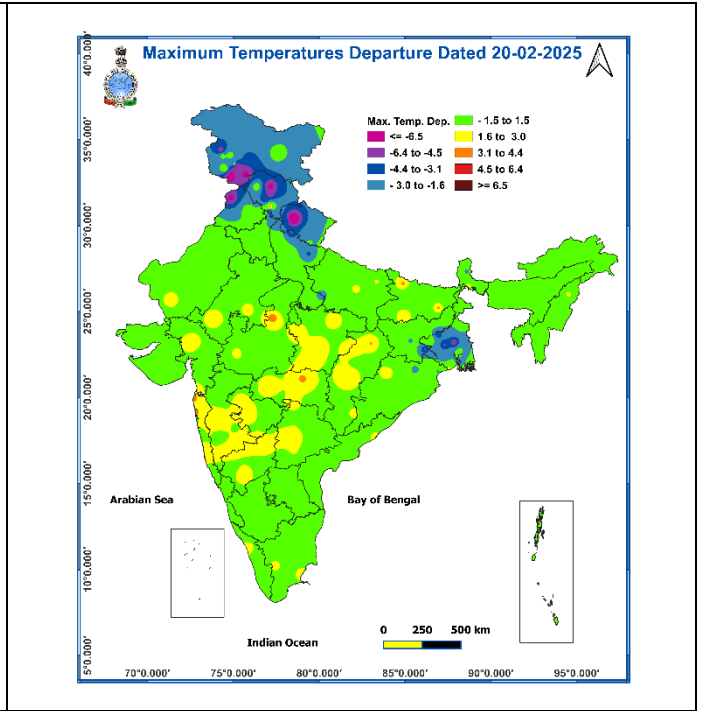 Maximum Temperatures Departure Dated 20-02-2025
Max. Temp. Dep.
<= -6.5
-6.4 to -4.5
-4.4 to -3.1
- 3.0 to -1.6
- 1.5 to 1.5
1.6 to 3.0
3.1 to 4.4
4.5 to 6.4
>= 6.5
40°0.000'
35°0.000'
30°0.000'
25°0.000'
20°0.000'
15°0.000'
10°0.000'
5°0.000'
Arabian Sea
Bay of Bengal
Indian Ocean
0 250 500 km
70°0.000' 75°0.000' 80°0.000' 85°0.000' 90°0.000' 95°0.000'